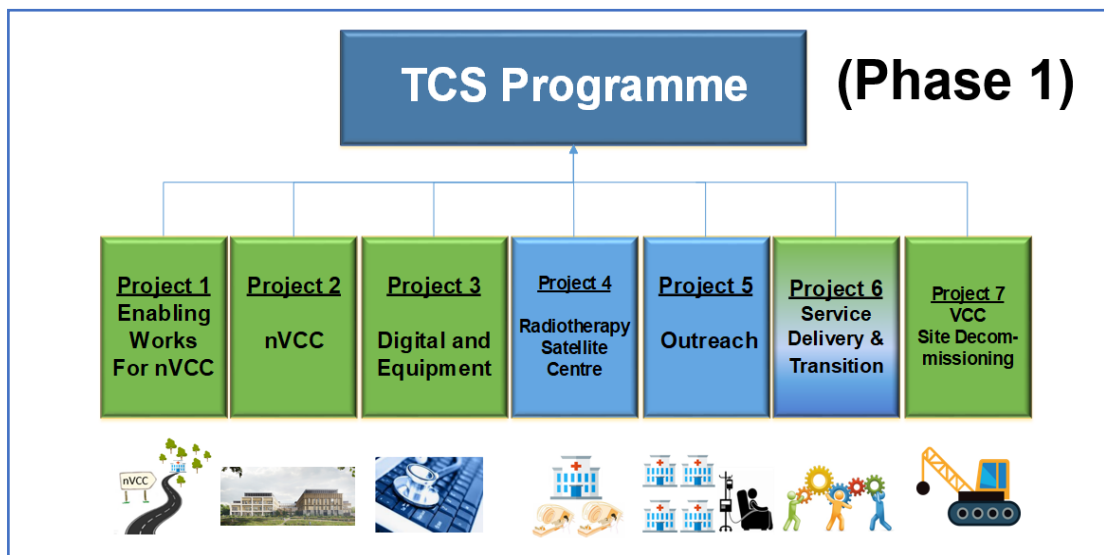 TCS Programme
(Phase 1)
Project 1
Enabling
Works
For nVCC
Project 2
nVCC
Project 3
Digital and
Equipment
Project 4
Radiotherapy
Satellite
Centre
Project 5
Outreach
Project 6
Service
Delivery &
Transition
Project 7
VCC
Site Decom-
missioning
nVCC